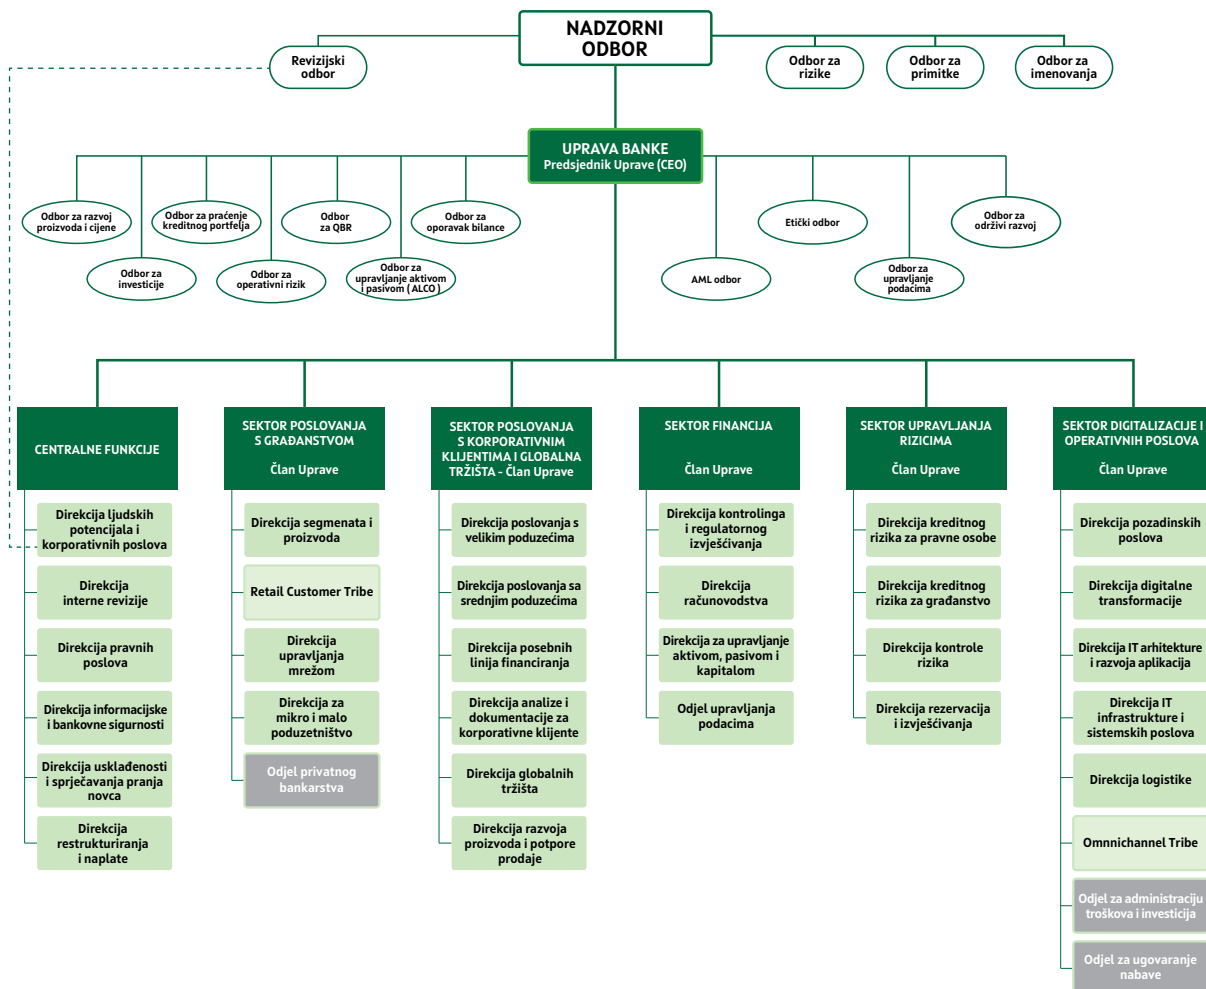 NADZORNI
ODBOR
Revizijski
odbor
Odbor za
rizike
Odbor za
primitke
Odbor za
imenovanja
UPRAVA BANKE
Predsjednik Uprave (CEO)
Odbor za razvoj
proizvoda i cijene
Odbor za praćenje
kreditnog portfelja
Odbor
za QBR
Odbor za
oporavak bilance
Etički odbor
Odbor za
održivi razvoj
Odbor za
investicije
Odbor za
operativni rizik
Odbor za
upravljanje aktivom
i pasivom ( ALCO )
AML odbor
Odbor za
upravljanje
podacima
CENTRALNE FUNKCIJE
Direkcija ljudskih
potencijala i
korporativnih poslova
Direkcija
interne revizije
Direkcija pravnih
poslova
Direkcija informacijske
i bankovne sigurnosti
Direkcija usklađenosti
i sprječavanja pranja
novca
Direkcija
restrukturiranja
i naplate
SEKTOR POSLOVANJA
S GRAĐANSTVOM
Član Uprave
Direkcija segmenata i
proizvoda
Retail Customer Tribe
Direkcija
upravljanja
mrežom
Direkcija za
mikro i malo
poduzetništvo
Odjel privatnog
bankarstva
SEKTOR POSLOVANJA
S KORPORATIVNIM
KLIJENTIMA I GLOBALNA
TRŽIŠTA - Član Uprave
Direkcija poslovanja s
velikim poduzećima
Direkcija poslovanja sa
srednjim poduzećima
Direkcija posebnih
linija financiranja
Direkcija analize i
dokumentacije za
korporativne klijente
Direkcija globalnih
tržišta
Direkcija razvoja
proizvoda i potpore
prodaje
SEKTOR FINANCIJA
Član Uprave
Direkcija kontrolinga
i regulatornog
izvješćivanja
Direkcija
računovodstva
Direkcija za upravljanje
aktivom, pasivom i
kapitalom
Odjel upravljanja
podacima
SEKTOR UPRAVLJANJA
RIZICIMA
Član Uprave
Direkcija kreditnog
rizika za pravne osobe
Direkcija kreditnog
rizika za građanstvo
Direkcija kontrole
rizika
Direkcija rezervacija
i izvješćivanja
SEKTOR DIGITALIZACIJE I
OPERATIVNIH POSLOVA
Član Uprave
Direkcija pozadinskih
poslova
Direkcija digitalne
transformacije
Direkcija IT arhitekture
i razvoja aplikacija
Direkcija IT
infrastrukture i
sistemskih poslova
Direkcija logistike
Omnnichannel Tribe
Odjel za administraciju
troškova i investicija
Odjel za ugovaranje
nabave